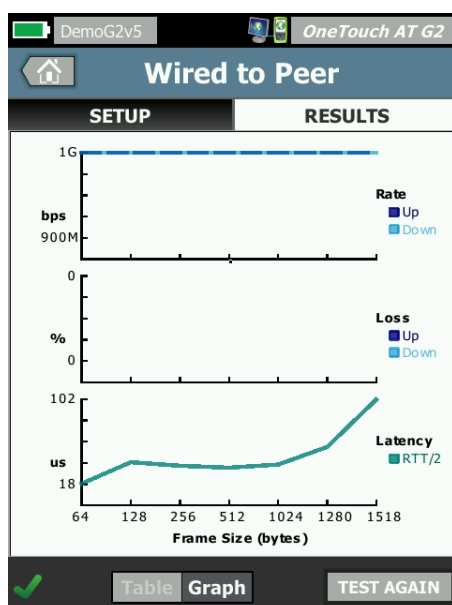 DemoG2v5 OneTouch AT G2
Wired to Peer
SETUP RESULTS
1G
Rate
bps Up
900M Down
0
Loss
% Up
0 Down
102
Latency
us RTT/2
18
64 128 256 512 1024 1280 1518
Frame Size (bytes)
Table Graph TEST AGAIN